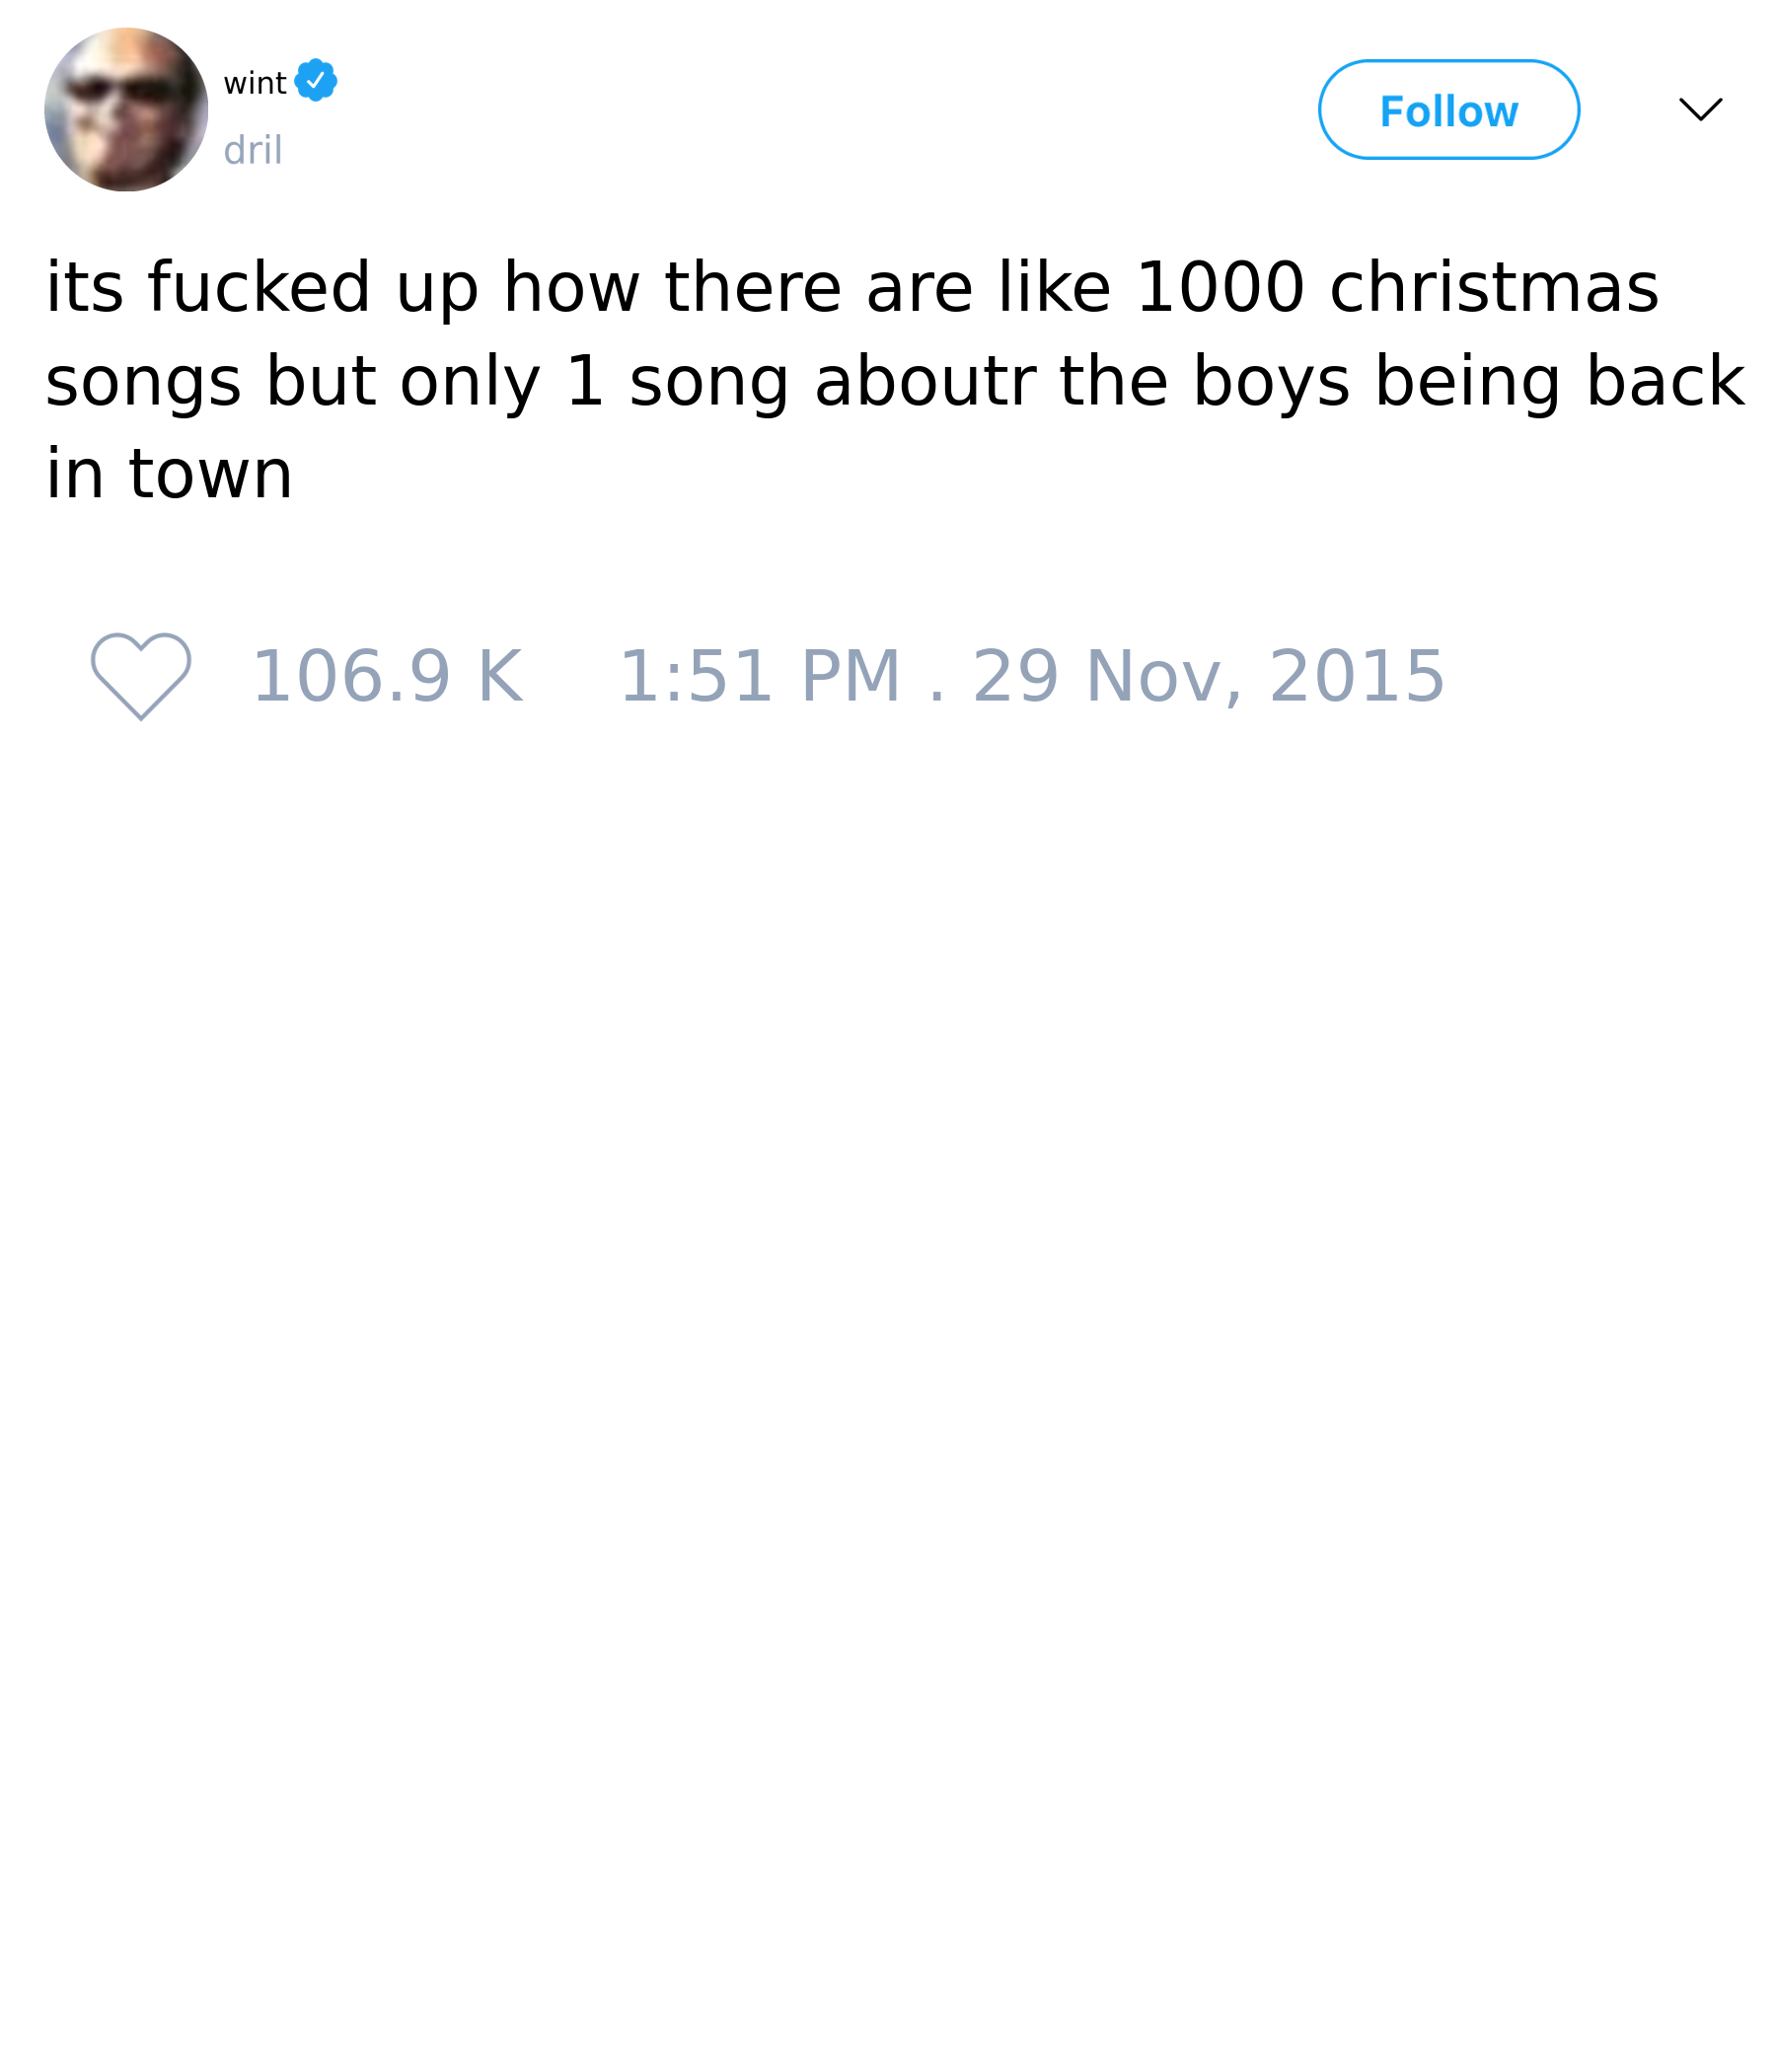 wint
dril
Follow
its fucked up how there are like 1000 christmas
songs but only 1 song aboutr the boys being back
in town
106.9 K 1:51 PM . 29 Nov, 2015